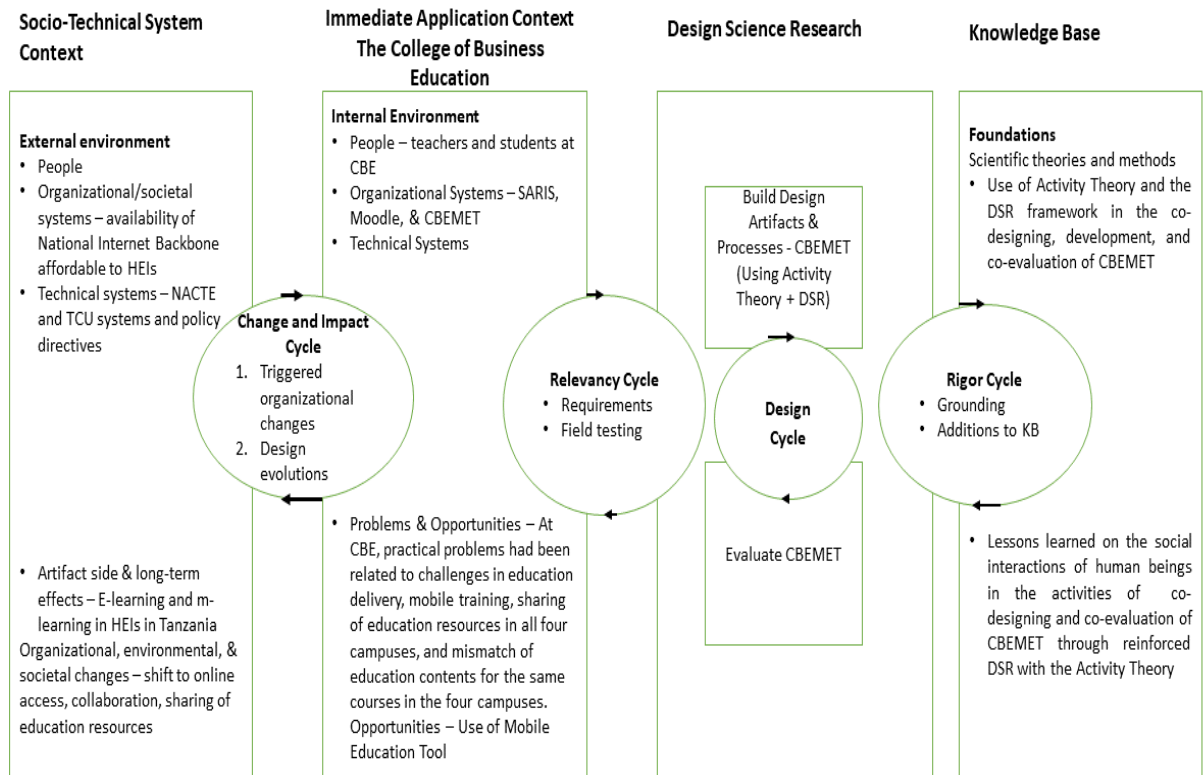 Socio-Technical System
Context
External environment
• People
• Organizational/societal
systems – availability of
National Internet Backbone
affordable to HEIs
• Technical systems – NACTE
and TCU systems and policy
directives
Change and Impact
Cycle
1. Triggered
organizational
changes
2. Design
evolutions
• Artifact side & long-term
effects – E-learning and m-
learning in HEIs in Tanzania
Organizational, environmental, &
societal changes – shift to online
access, collaboration, sharing of
education resources
Immediate Application Context
The College of Business
Education
Internal Environment
• People – teachers and students at
CBE
• Organizational Systems – SARIS,
Moodle, & CBEMET
• Technical Systems
Relevancy Cycle
• Requirements
• Field testing
• Problems & Opportunities – At
CBE, practical problems had been
related to challenges in education
delivery, mobile training, sharing
of education resources in all four
campuses, and mismatch of
education contents for the same
courses in the four campuses.
Opportunities – Use of Mobile
Education Tool
Design Science Research
Build Design
Artifacts &
Processes - CBEMET
(Using Activity
Theory + DSR)
Design
Cycle
Evaluate CBEMET
Knowledge Base
Foundations
Scientific theories and methods
• Use of Activity Theory and the
DSR framework in the co-
designing, development, and
co-evaluation of CBEMET
Rigor Cycle
• Grounding
• Additions to KB
• Lessons learned on the social
interactions of human beings
in the activities of co-
designing and co-evaluation of
CBEMET through reinforced
DSR with the Activity Theory